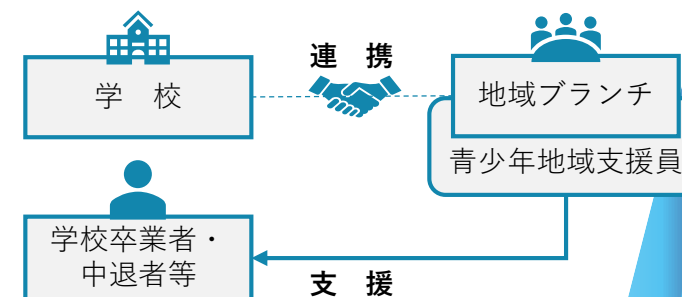 連　携
学　校
地域ブランチ
青少年地域支援員
学校卒業者・
中退者等
支　援